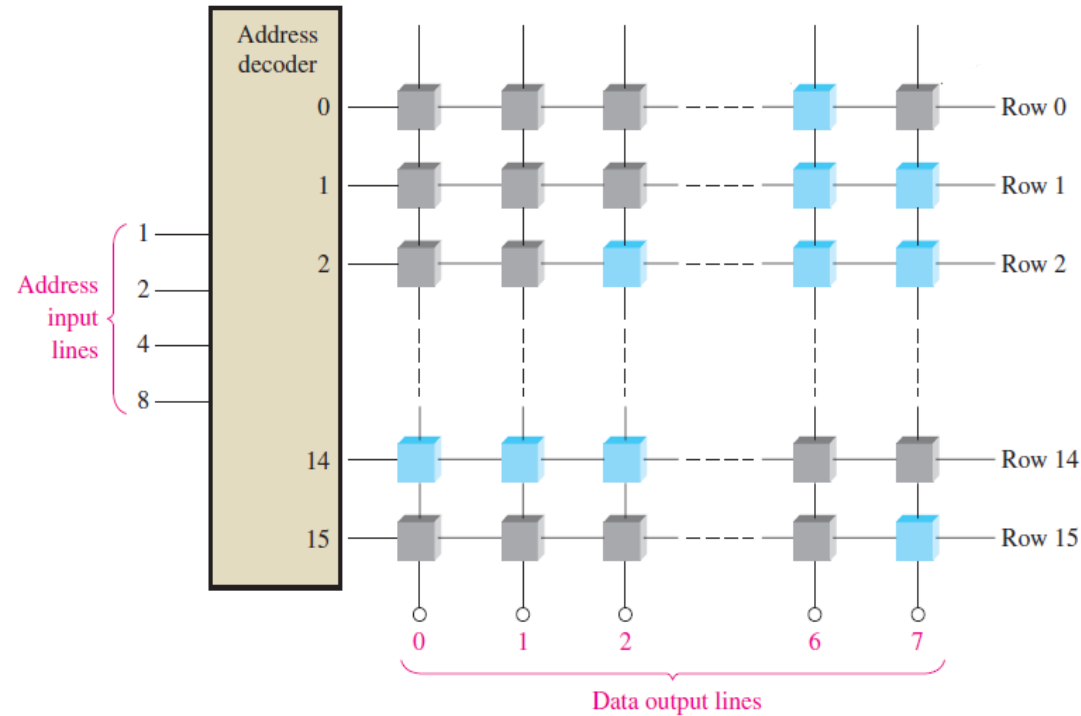 Address
decoder
0
Row 0
1
Row 1
1
2
Row 2
Address
input
lines
2
4
8
14
Row 14
15
Row 15
0 1 2 6 7
Data output lines